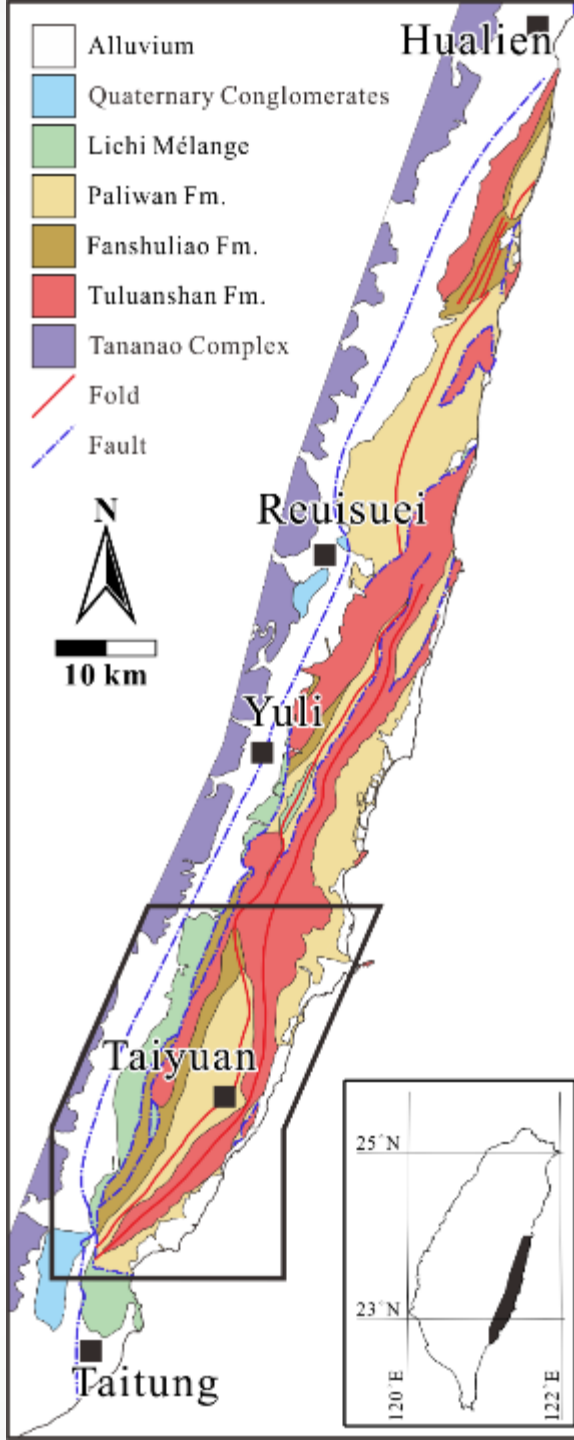 Hualien
Alluvium
Quaternary Conglomerates
Lichi Mélange
Paliwan Fm.
Fanshuliao Fm.
Tuluanshan Fm.
Tananao Complex
Fold
Fault
N
10 km
Reuisuei
Yuli
Taiyuan
Taitung
25°N
23°N
120°E
122°E